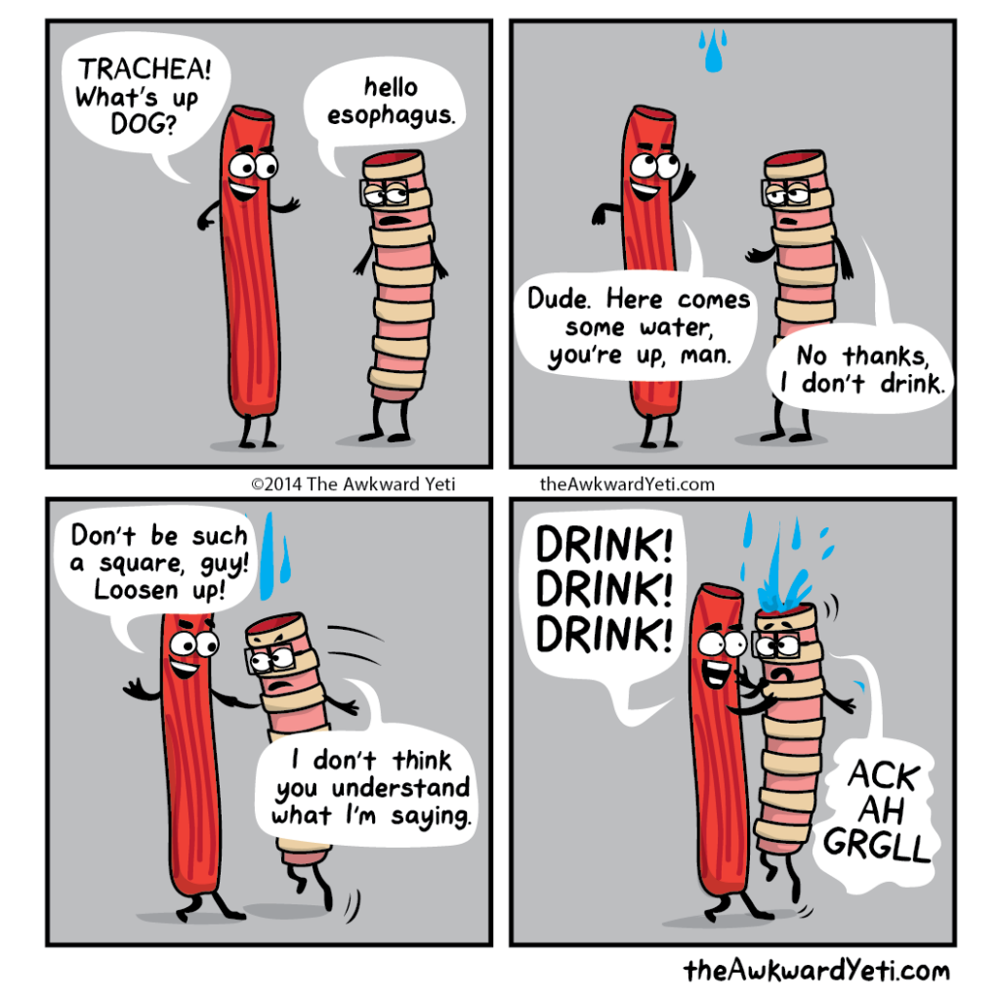 TRACHEA!
What's up
DOG?
hello
esophagus.
Dude. Here comes
some water,
you're up, man.
No thanks,
I don't drink.
©2014 The Awkward Yeti
theAwkwardYeti.com
Don't be such
a square, guy!
Loosen up!
I don't think
you understand
what I'm saying.
DRINK!
DRINK!
DRINK!
ACK
AH
GRGLL
theAwkwardYeti.com